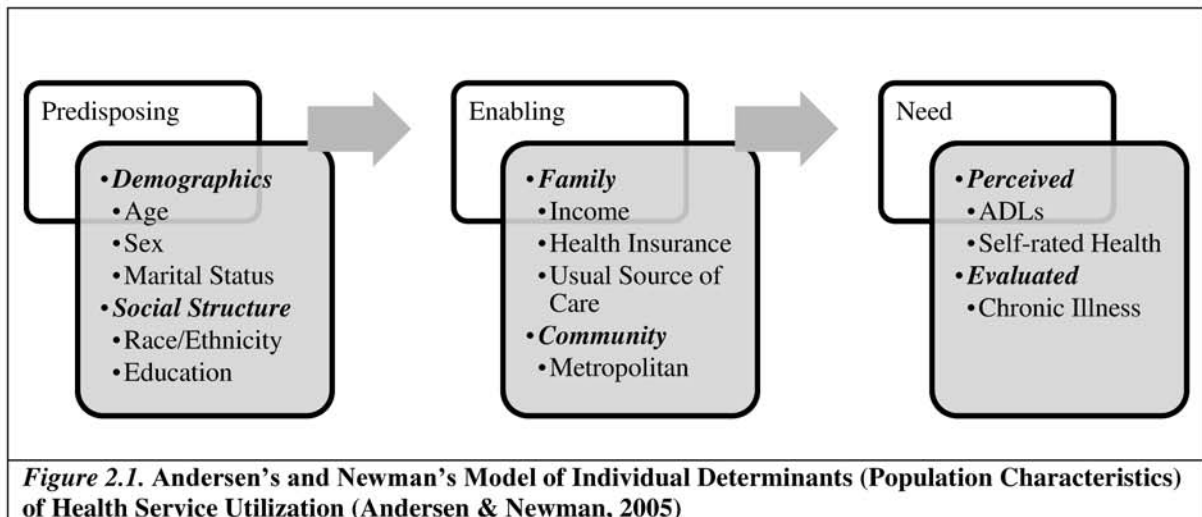 Predisposing
•Demographics
•Age
•Sex
•Marital Status
•Social Structure
•Race/Ethnicity
•Education
Enabling
•Family
•Income
•Health Insurance
•Usual Source of
Care
•Community
•Metropolitan
Need
•Perceived
•ADLs
•Self-rated Health
•Evaluated
•Chronic Illness
Figure 2.1. Andersen’s and Newman’s Model of Individual Determinants (Population Characteristics)
of Health Service Utilization (Andersen & Newman, 2005)